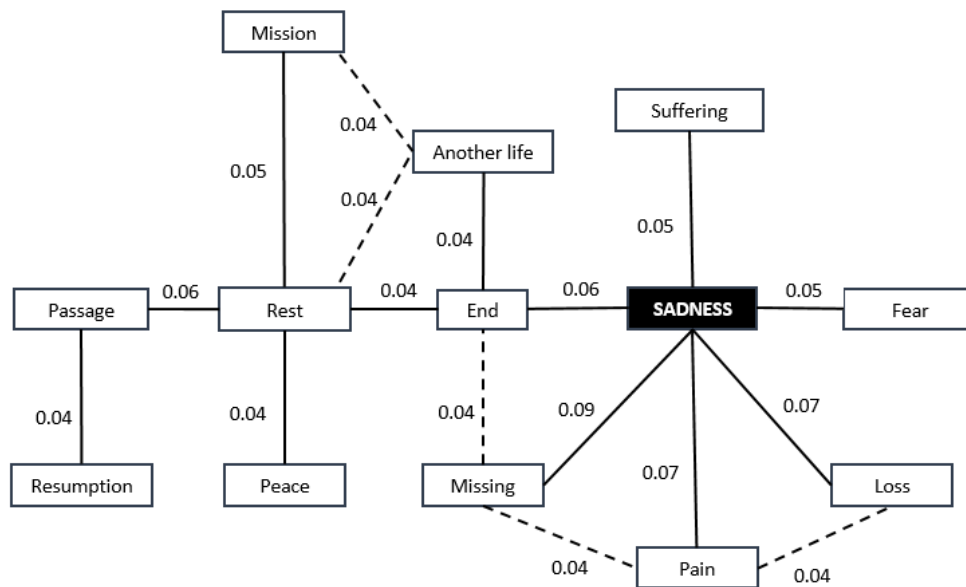 Mission
Suffering
0.04
Another life
0.05
0.04
0.04
0.05
0.06
0.04
0.06
0.05
Passage
Rest
End
SADNESS
Fear
0.04
0.04
0.04
0.09
0.07
0.07
Resumption
Peace
Missing
Loss
0.04
Pain
0.04